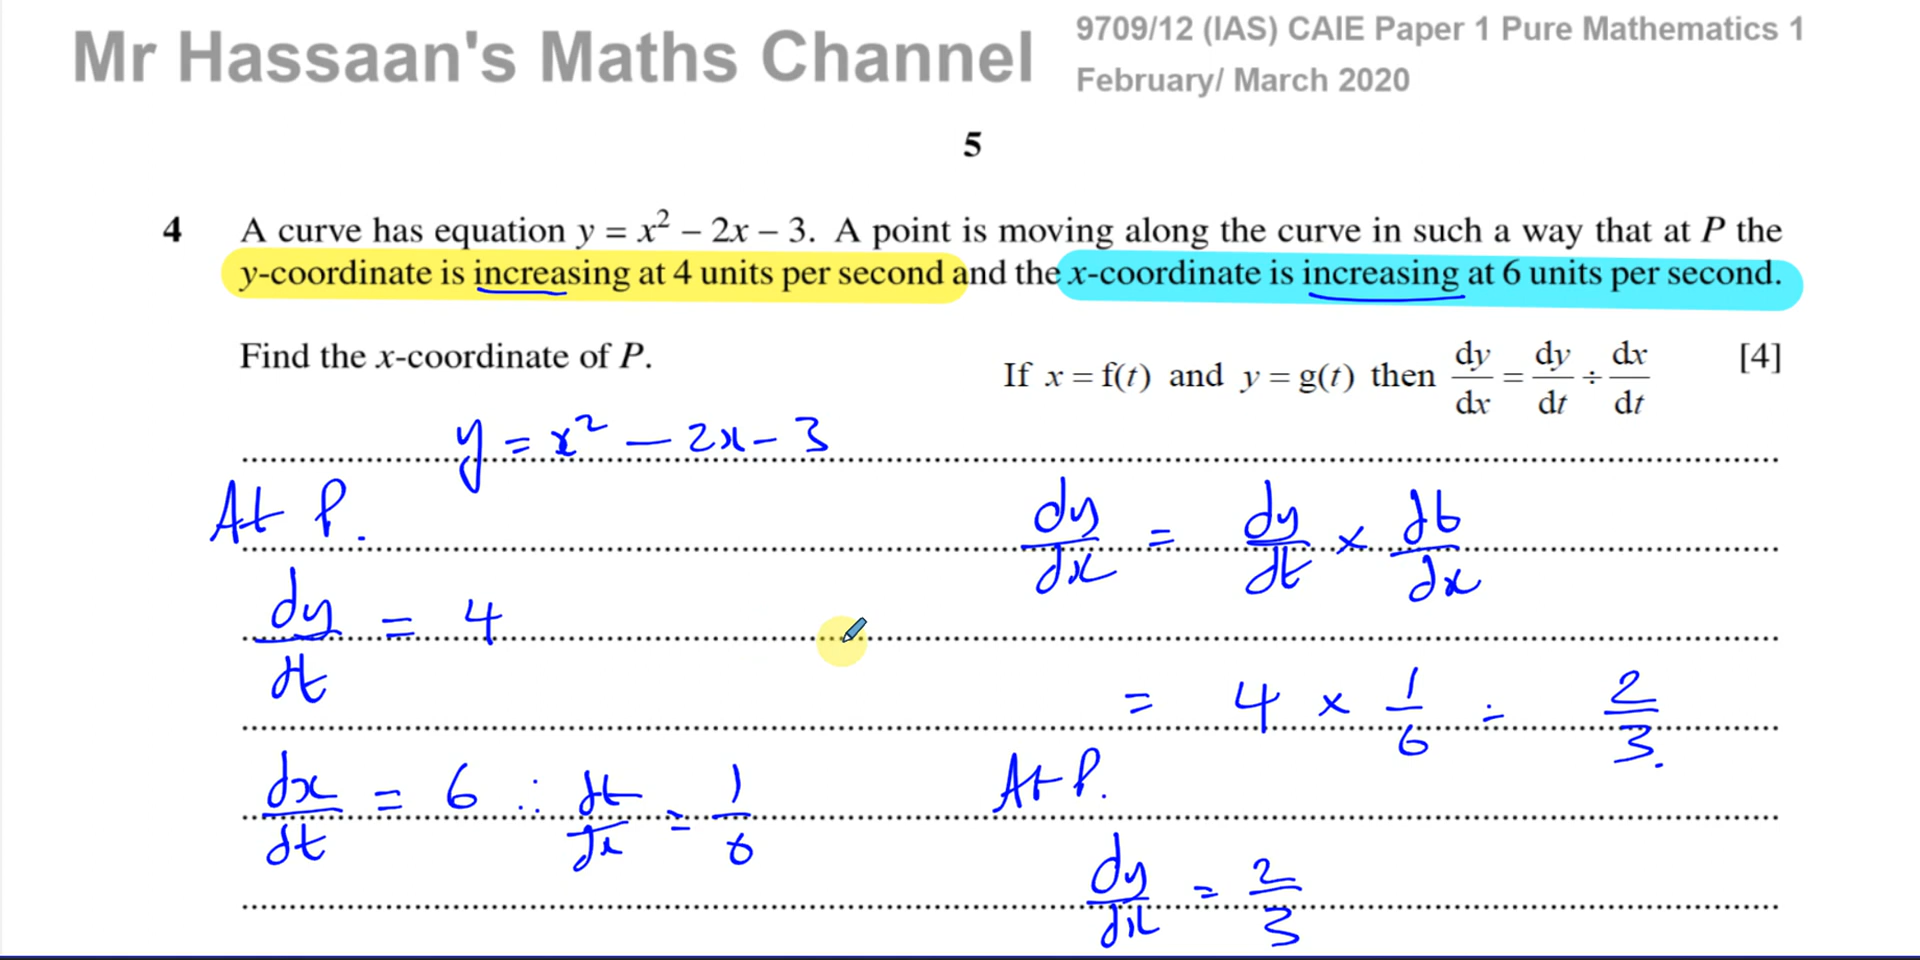 Mr Hassaan's Maths Channel
9709/12 (IAS) CAIE Paper 1 Pure Mathematics 1
February/ March 2020
5
4 A curve has equation y = x² − 2x − 3. A point is moving along the curve in such a way that at P the
y-coordinate is increasing at 4 units per second and the x-coordinate is increasing at 6 units per second.
Find the x-coordinate of P. [4]
If x = f(t) and y = g(t) then dy/dx = dy/dt ÷ dx/dt
y = x² − 2x − 3
At P.
dy/dt = 4
dx/dt = 6 ∴ dt/dx = 1/6
dy/dx = dy/dt × dt/dx
= 4 × 1/6 = 2/3.
At P.
dy/dx = 2/3